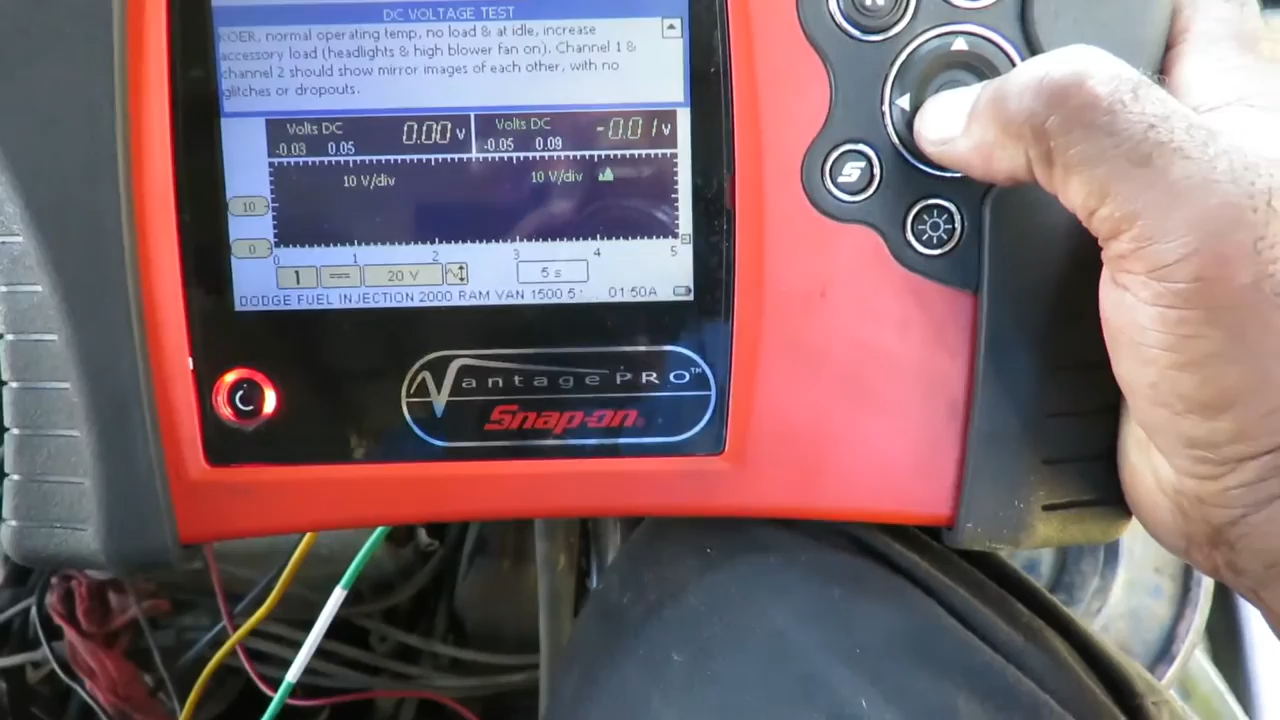 DC VOLTAGE TEST
KOER, normal operating temp, no load & at idle, increase
accessory load (headlights & high blower fan on). Channel 1 &
channel 2 should show mirror images of each other, with no
glitches or dropouts.
Volts DC 0.00 v Volts DC -0.01 v
-0.03 0.05 -0.05 0.09
10 V/div 10 V/div
10
0
0 1 2 3 4 5
1 20 V 5 s
DODGE FUEL INJECTION 2000 RAM VAN 1500 5: 01:50A
N
S
Vantage PRO™
Snap-on®